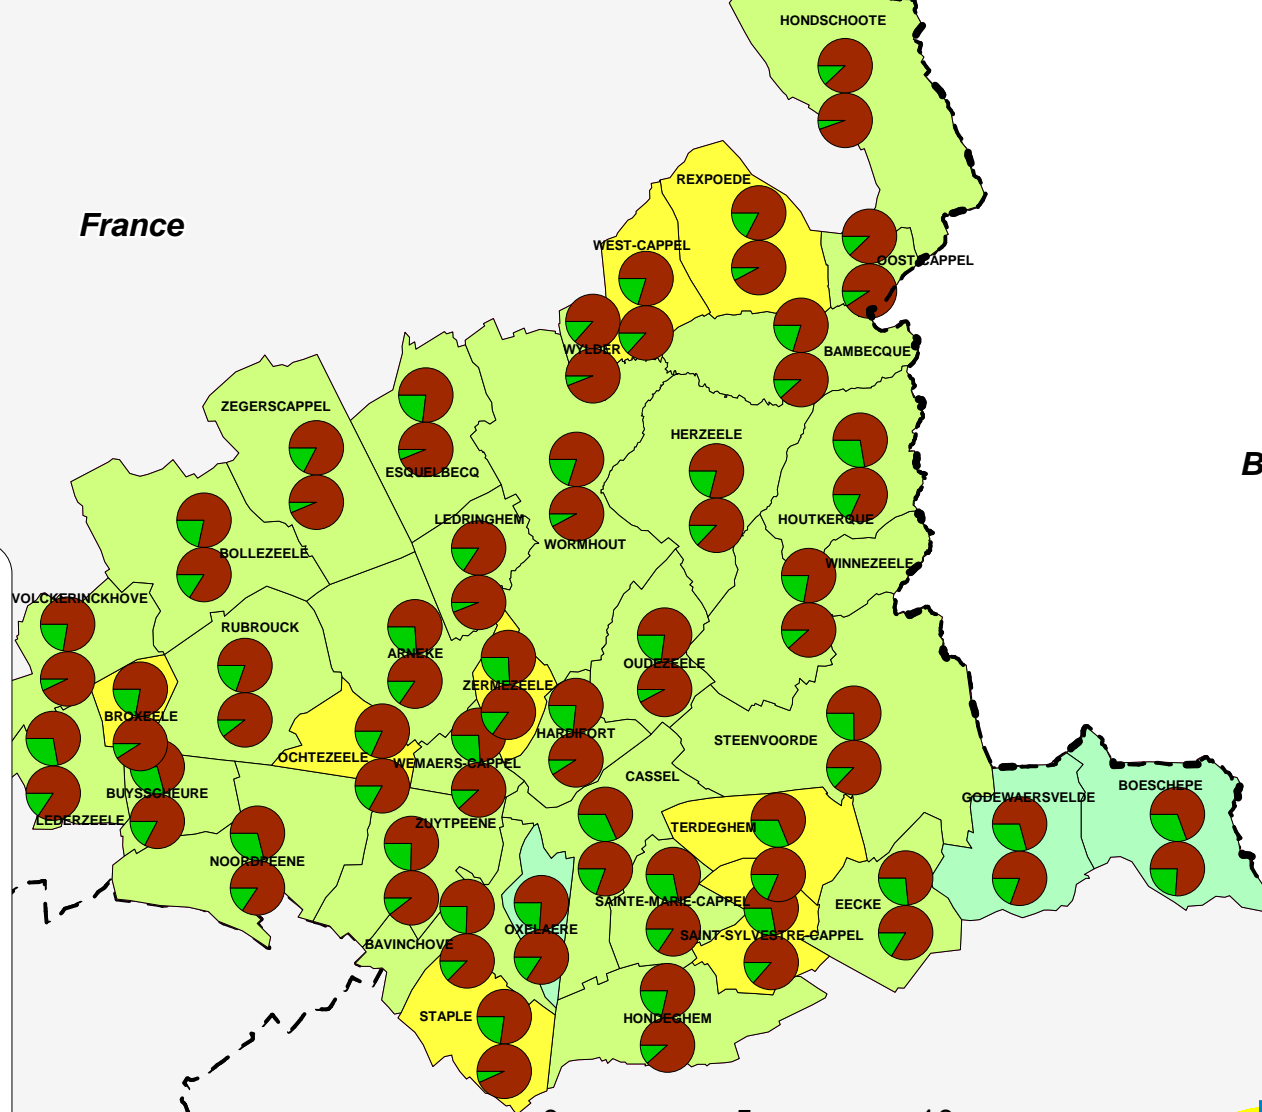 HONDSCHOOTE
REXPOEDE
France
WEST-CAPPEL
OOST-CAPPEL
WYLDER
BAMBECQUE
ZEGERSCAPPEL
HERZEELE
B
ESQUELBECQ
LEDRINGHEM
HOUTKERQUE
WORMHOUT
BOLLEZEELE
WINNEZEELE
VOLCKERINCKHOVE
RUBROUCK
ARNEKE
OUDEZEELE
ZERMEZEELE
BROXEELE
HARDIFORT
STEENVOORDE
OCHTEZEELE
WEMAERS-CAPPEL
CASSEL
BOESCHEPE
BUYSSCHEURE
GODEWAERSVELDE
LEDERZEELE
ZUYTPEENE
TERDEGHEM
NOORDPEENE
SAINTE-MARIE-CAPPEL
EECKE
OXELAERE
SAINT-SYLVESTRE-CAPPEL
BAVINCHOVE
STAPLE
HONDEGHEM